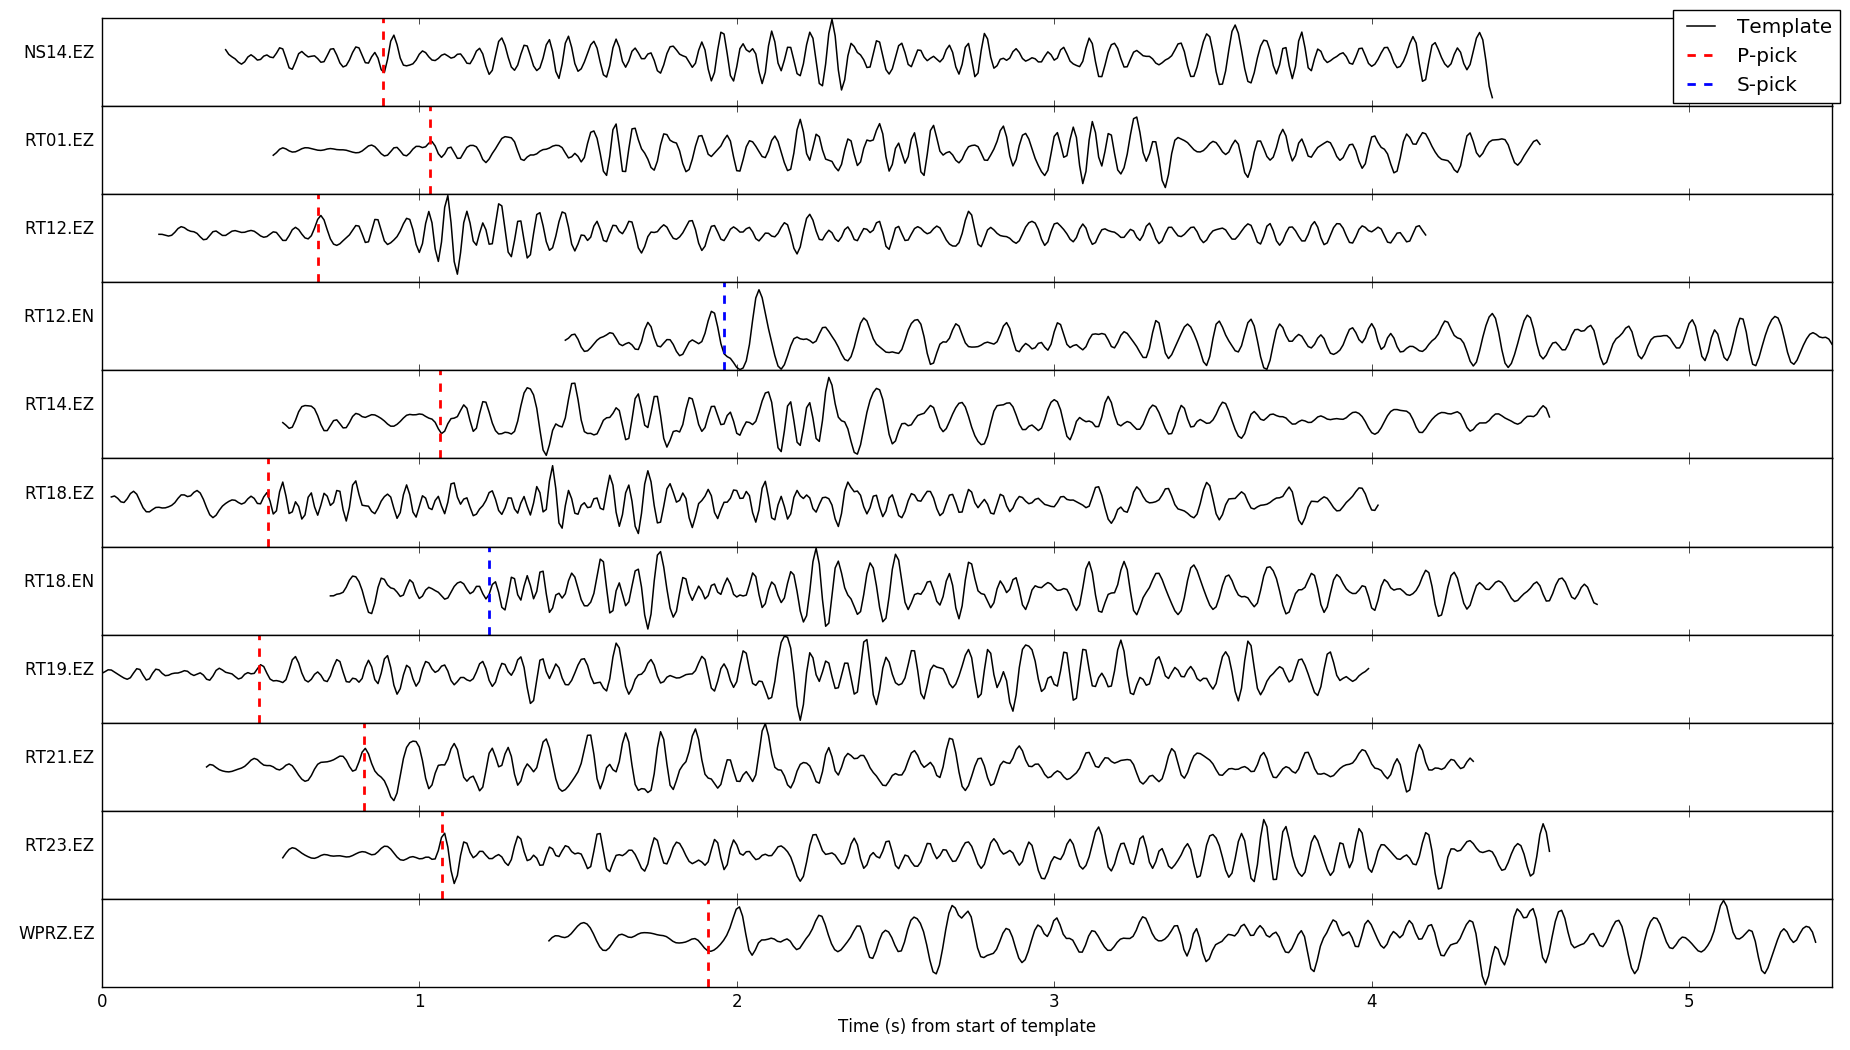 NS14.EZ
Template
P-pick
S-pick
RT01.EZ
RT12.EZ
RT12.EN
RT14.EZ
RT18.EZ
RT18.EN
RT19.EZ
RT21.EZ
RT23.EZ
WPRZ.EZ
0 1 2 3 4 5
Time (s) from start of template